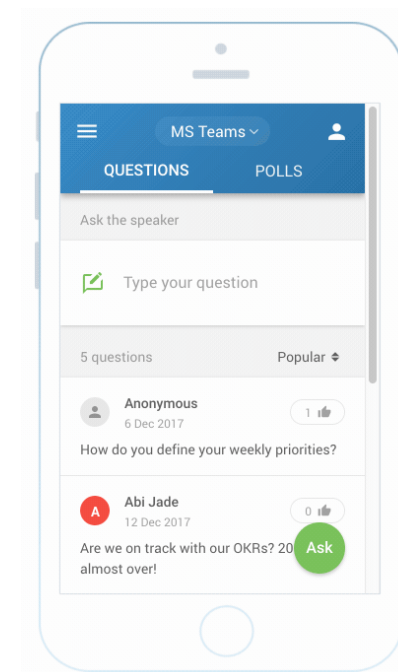 MS Teams
QUESTIONS POLLS
Ask the speaker
Type your question
5 questions Popular
Anonymous
6 Dec 2017
1
How do you define your weekly priorities?
A
Abi Jade
12 Dec 2017
0
Are we on track with our OKRs? 20
Ask
almost over!